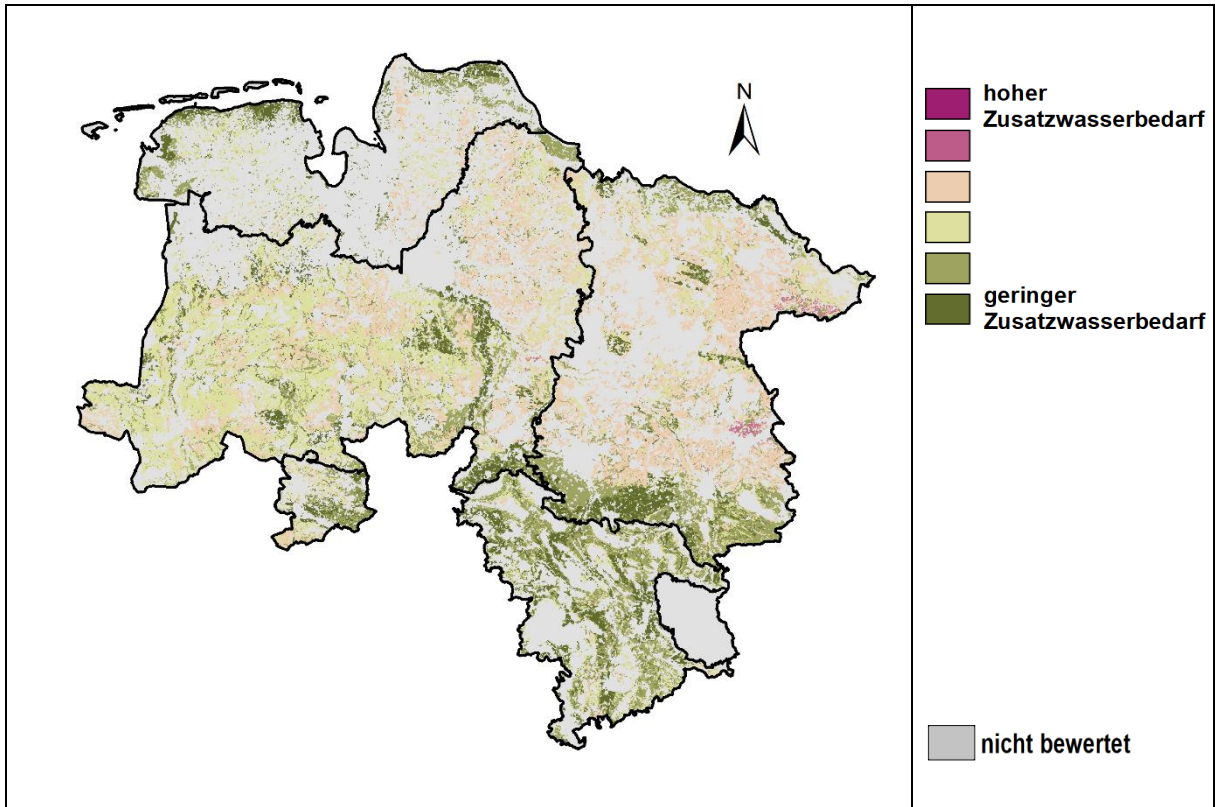 N
hoher
Zusatzwasserbedarf
geringer
Zusatzwasserbedarf
nicht bewertet